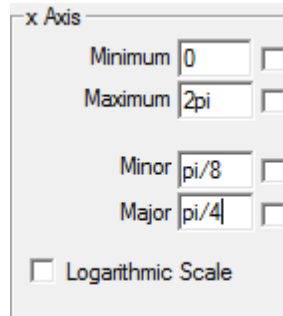 x Axis
Minimum 0
Maximum 2pi
Minor pi/8
Major pi/4
Logarithmic Scale